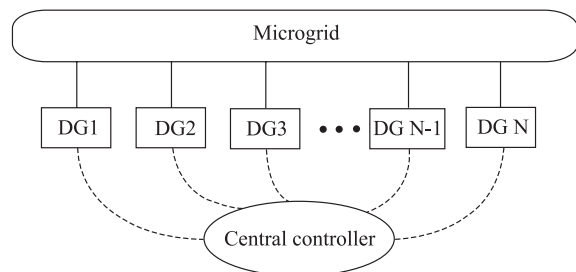 Microgrid
DG1 DG2 DG3 ••• DG N-1 DG N
Central controller